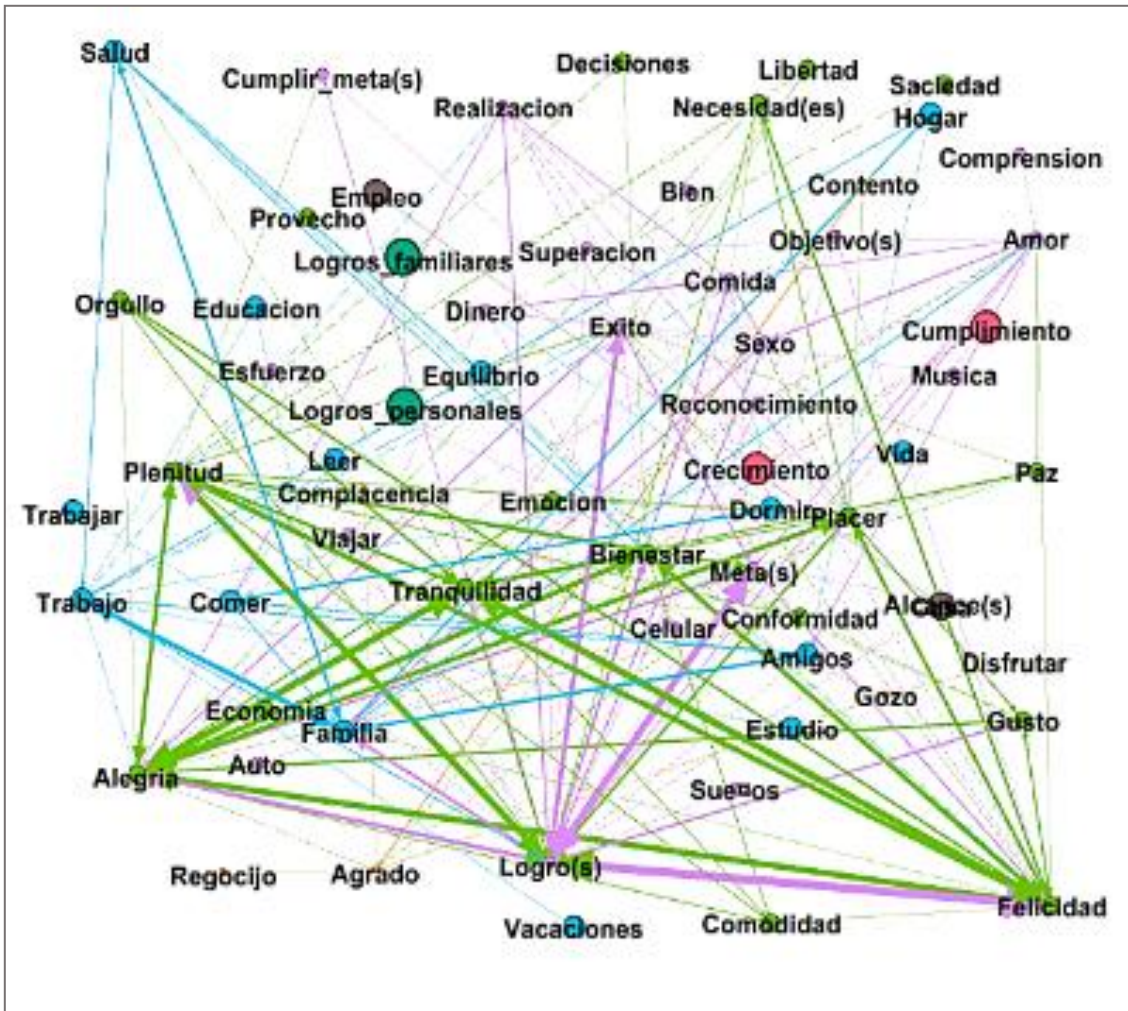 Salud
Cumplir_meta(s)
Decisiones
Libertad
Saciedad
Realizacion
Necesidad(es)
Hogar
Comprension
Empleo
Bien
Contento
Provecho
Logros_familiares
Superacion
Objetivo(s)
Amor
Comida
Orgullo
Educacion
Dinero
Exito
Sexo
Cumplimiento
Esfuerzo
Equilibrio
Musica
Logros_personales
Reconocimiento
Plenitud
Leer
Crecimiento
Vida
Paz
Complacencia
Emocion
Dormir
Placer
Trabajar
Viajar
Bienestar
Meta(s)
Trabajo
Comer
Tranquilidad
Celular
Conformidad
Alcance(s)
Amigos
Disfrutar
Economia
Familia
Gozo
Estudio
Gusto
Alegria
Auto
Sue¤os
Regocijo
Agrado
Logro(s)
Felicidad
Vacaciones
Comodidad